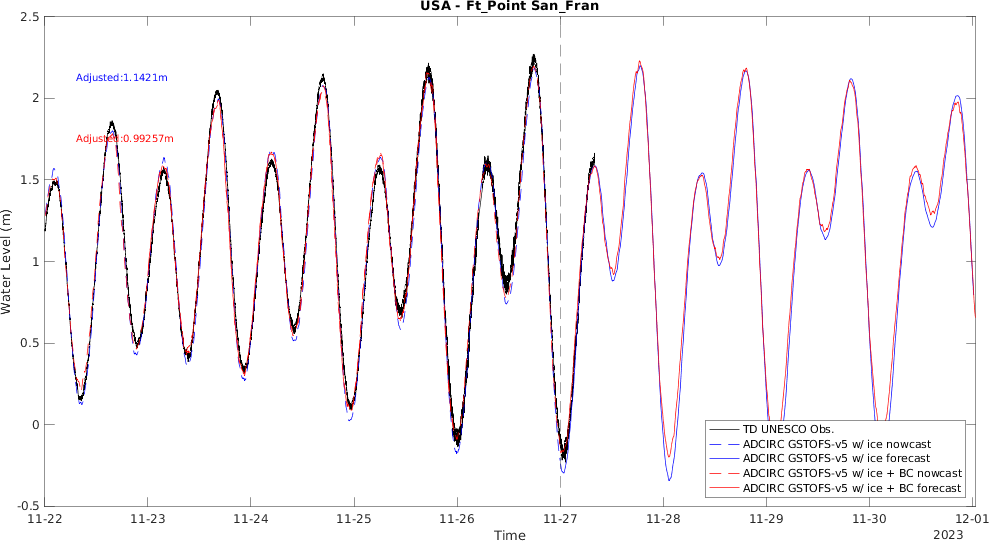 USA - Ft_Point San_Fran
2.5
2
1.5
1
0.5
0
-0.5
Water Level (m)
Adjusted:1.1421m
Adjusted:0.99257m
TD UNESCO Obs.
ADCIRC GSTOFS-v5 w/ ice nowcast
ADCIRC GSTOFS-v5 w/ ice forecast
ADCIRC GSTOFS-v5 w/ ice + BC nowcast
ADCIRC GSTOFS-v5 w/ ice + BC forecast
11-22 11-23 11-24 11-25 11-26 11-27 11-28 11-29 11-30 12-01
Time
2023